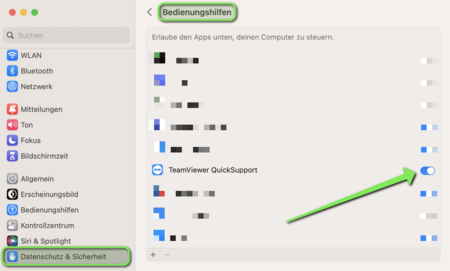 Bedienungshilfen
Suchen
Erlaube den Apps unten, deinen Computer zu steuern.
WLAN
Bluetooth
Netzwerk
Mitteilungen
Ton
Fokus
Bildschirmzeit
TeamViewer QuickSupport
Allgemein
Erscheinungsbild
Bedienungshilfen
Kontrollzentrum
Siri & Spotlight
Datenschutz & Sicherheit